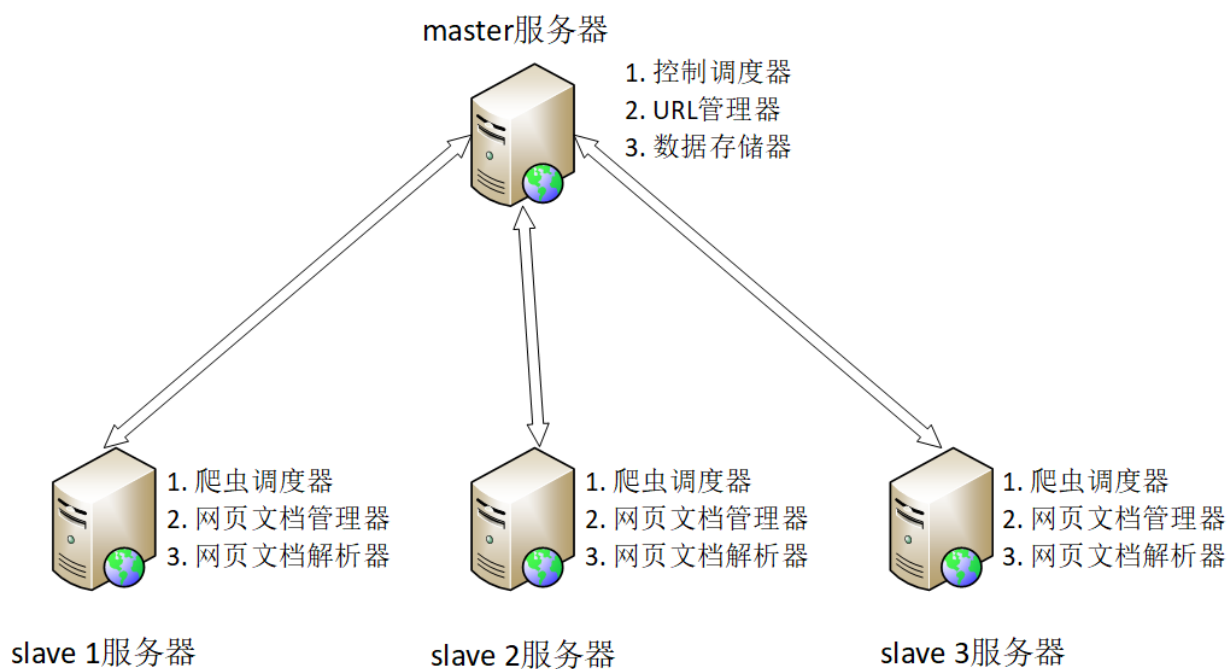 master服务器
1. 控制调度器
2. URL管理器
3. 数据存储器
1. 爬虫调度器
2. 网页文档管理器
3. 网页文档解析器
slave 1服务器
1. 爬虫调度器
2. 网页文档管理器
3. 网页文档解析器
slave 2服务器
1. 爬虫调度器
2. 网页文档管理器
3. 网页文档解析器
slave 3服务器